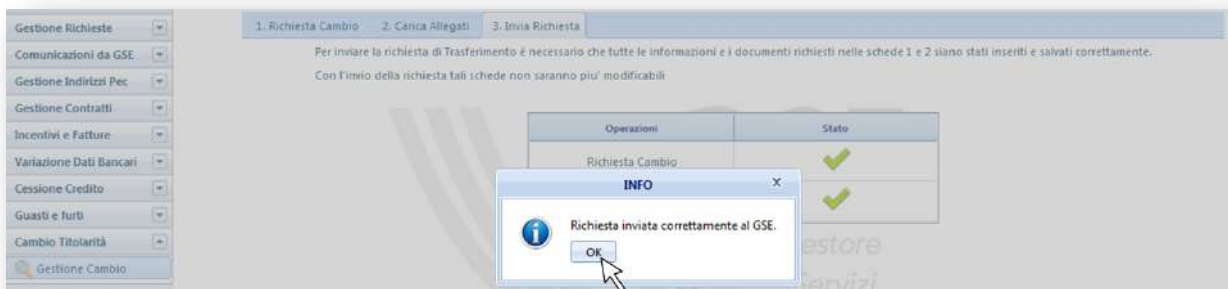 Gestione Richieste
Comunicazioni da GSE
Gestione Indirizzi Pec
Gestione Contratti
Incentivi e Fatture
Variazione Dati Bancari
Cessione Credito
Guasti e furti
Cambio Titolarità
Gestione Cambio
1. Richiesta Cambio 2. Carica Allegati 3. Invia Richiesta
Per inviare la richiesta di Trasferimento è necessario che tutte le informazioni e i documenti richiesti nelle schede 1 e 2 siano stati inseriti e salvati correttamente.
Con l'invio della richiesta tali schede non saranno piu' modificabili
Operazioni Stato
Richiesta Cambio
INFO X
Richiesta inviata correttamente al GSE.
OK
estore
Servizi